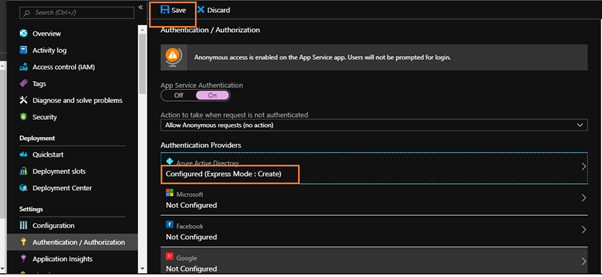 Search (Ctrl+/)
Overview
Activity log
Access control (IAM)
Tags
Diagnose and solve problems
Security
Deployment
Quickstart
Deployment slots
Deployment Center
Settings
Configuration
Authentication / Authorization
Application Insights
Save
Discard
Authentication / Authorization
Anonymous access is enabled on the App Service app. Users will not be prompted for login.
App Service Authentication
Off
On
Action to take when request is not authenticated
Allow Anonymous requests (no action)
Authentication Providers
Azure Active Directory
Configured (Express Mode : Create)
Microsoft
Not Configured
Facebook
Not Configured
Google
Not Configured